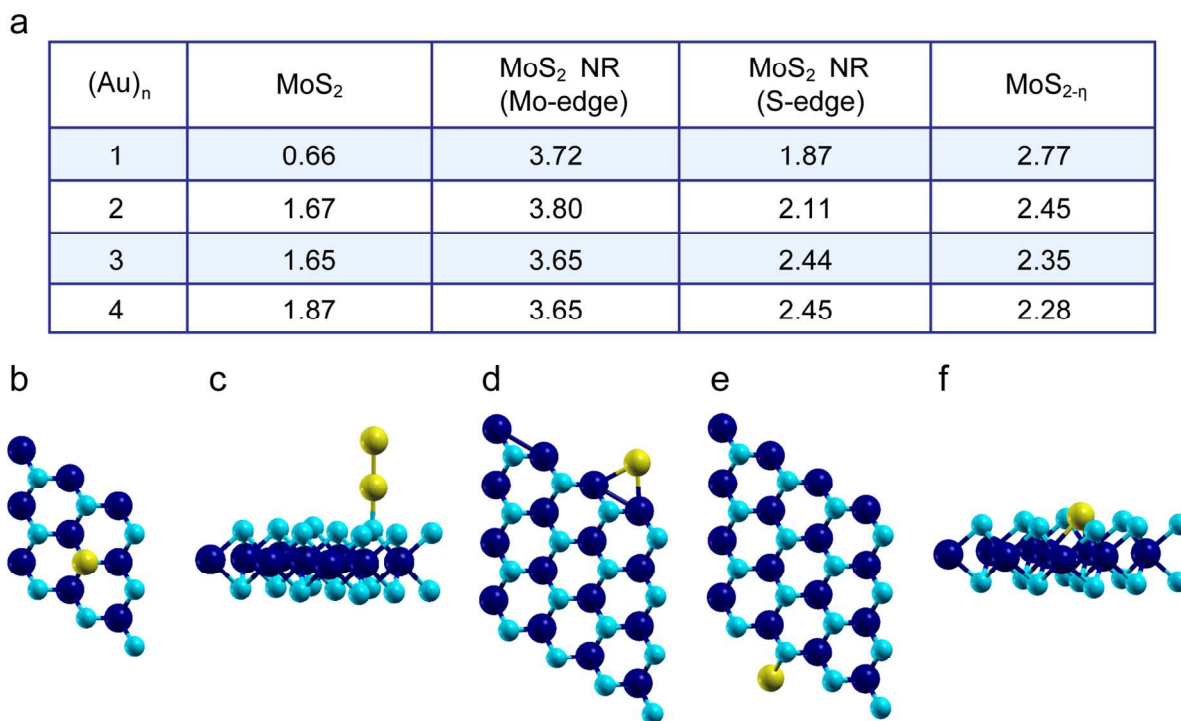 a
(Au)n MoS2 MoS2 NR (Mo-edge) MoS2 NR (S-edge) MoS2-η
1 0.66 3.72 1.87 2.77
2 1.67 3.80 2.11 2.45
3 1.65 3.65 2.44 2.35
4 1.87 3.65 2.45 2.28
b c d e f